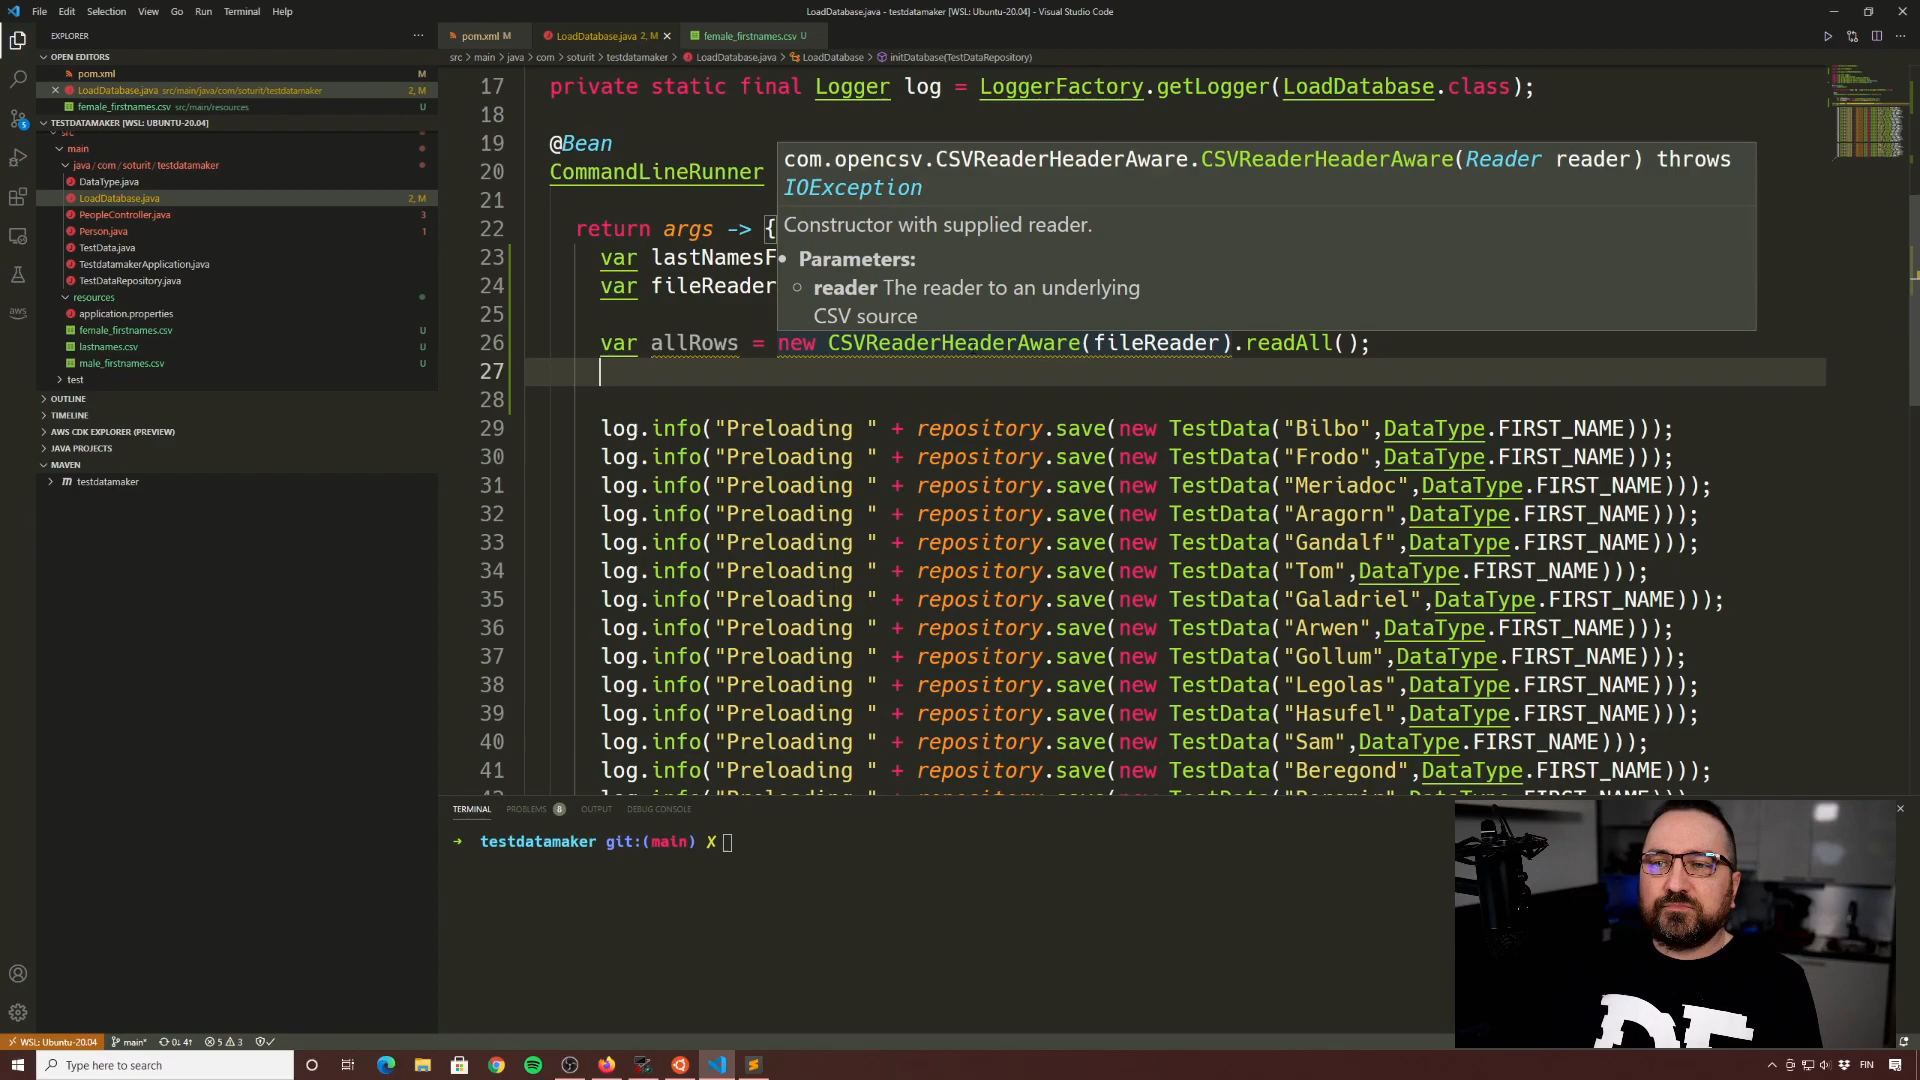 File Edit Selection View Go Run Terminal Help
LoadDatabase.java - testdatamaker [WSL: Ubuntu-20.04] - Visual Studio Code
EXPLORER
OPEN EDITORS
pom.xml M
LoadDatabase.java src/main/java/com/soturit/testdatamaker 2, M
female_firstnames.csv src/main/resources U
TESTDATAMAKER [WSL: UBUNTU-20.04]
src
main
java / com / soturit / testdatamaker
DataType.java
LoadDatabase.java 2, M
PeopleController.java 3
Person.java 1
TestData.java
TestdatamakerApplication.java
TestDataRepository.java
resources
application.properties
female_firstnames.csv U
lastnames.csv U
male_firstnames.csv U
test
OUTLINE
TIMELINE
AWS CDK EXPLORER (PREVIEW)
JAVA PROJECTS
MAVEN
testdatamaker
aws
5
pom.xml M
LoadDatabase.java 2, M
female_firstnames.csv U
src > main > java > com > soturit > testdatamaker > LoadDatabase.java > LoadDatabase > initDatabase(TestDataRepository)
17 private static final Logger log = LoggerFactory.getLogger(LoadDatabase.class);
18
19 @Bean
20 CommandLineRunner
21
22 return args -> {
23 var lastNamesF
24 var fileReader
25
26 var allRows = new CSVReaderHeaderAware(fileReader).readAll();
27
28
29 log.info("Preloading " + repository.save(new TestData("Bilbo",DataType.FIRST_NAME)));
30 log.info("Preloading " + repository.save(new TestData("Frodo",DataType.FIRST_NAME)));
31 log.info("Preloading " + repository.save(new TestData("Meriadoc",DataType.FIRST_NAME)));
32 log.info("Preloading " + repository.save(new TestData("Aragorn",DataType.FIRST_NAME)));
33 log.info("Preloading " + repository.save(new TestData("Gandalf",DataType.FIRST_NAME)));
34 log.info("Preloading " + repository.save(new TestData("Tom",DataType.FIRST_NAME)));
35 log.info("Preloading " + repository.save(new TestData("Galadriel",DataType.FIRST_NAME)));
36 log.info("Preloading " + repository.save(new TestData("Arwen",DataType.FIRST_NAME)));
37 log.info("Preloading " + repository.save(new TestData("Gollum",DataType.FIRST_NAME)));
38 log.info("Preloading " + repository.save(new TestData("Legolas",DataType.FIRST_NAME)));
39 log.info("Preloading " + repository.save(new TestData("Hasufel",DataType.FIRST_NAME)));
40 log.info("Preloading " + repository.save(new TestData("Sam",DataType.FIRST_NAME)));
41 log.info("Preloading " + repository.save(new TestData("Beregond",DataType.FIRST_NAME)));
com.opencsv.CSVReaderHeaderAware.CSVReaderHeaderAware(Reader reader) throws
IOException
Constructor with supplied reader.
• Parameters:
○ reader The reader to an underlying
CSV source
TERMINAL PROBLEMS 8 OUTPUT DEBUG CONSOLE
→ testdatamaker git:(main) ✗
WSL: Ubuntu-20.04 main* 0↓ 4↑ 5 3
Type here to search
FIN